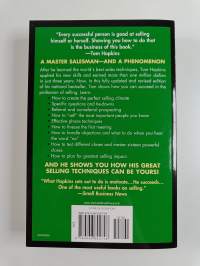 "Every successful person is good at selling
himself or herself. Showing you how to do that
is the business of this book."
Tom Hopkins
A MASTER SALESMAN—AND A PHENOMENON
After he learned the world's best sales techniques, Tom Hopkins
applied his new skills and earned more than one million dollars
in just three years. Now, in this fully updated and revised edition
of his national bestseller, Tom shows how you can succeed in the
profession of selling. Learn:
How to create the perfect selling climate
Specific questions and tie-downs
Referral and nonreferral prospecting
How to "sell" the most important people you know
Effective phone techniques
How to finesse the first meeting
How to handle objections and what to do when you hear
the word "no"
How to test different closes and master sixteen powerful
closes
How to plan for greatest selling impact
AND HE SHOWS YOU HOW HIS GREAT
SELLING TECHNIQUES CAN BE YOURS!
"What Hopkins sets out to do is motivate... He succeeds...
One of the most useful books on selling."
—Small Business News